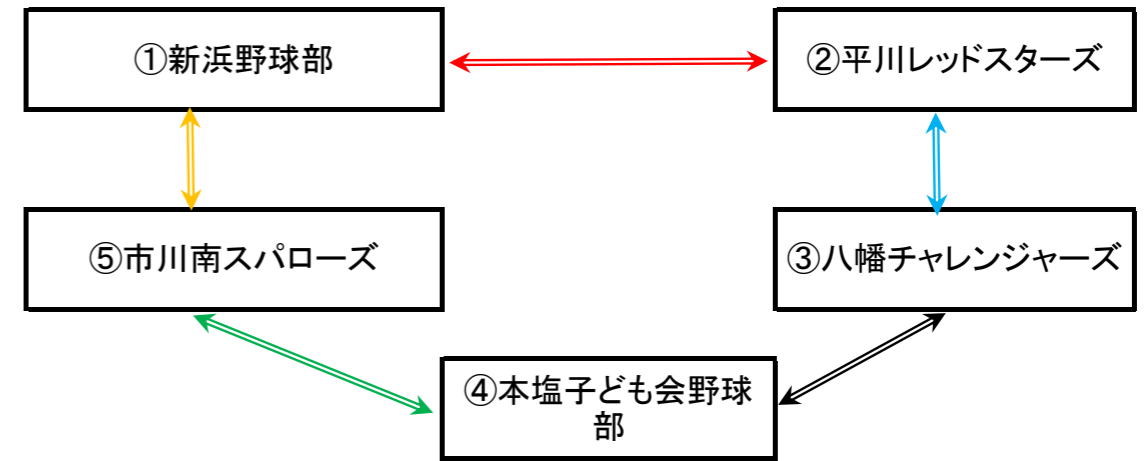 ①新浜野球部
②平川レッドスターズ
⑤市川南スパローズ
③八幡チャレンジャーズ
④本塩子ども会野球
部